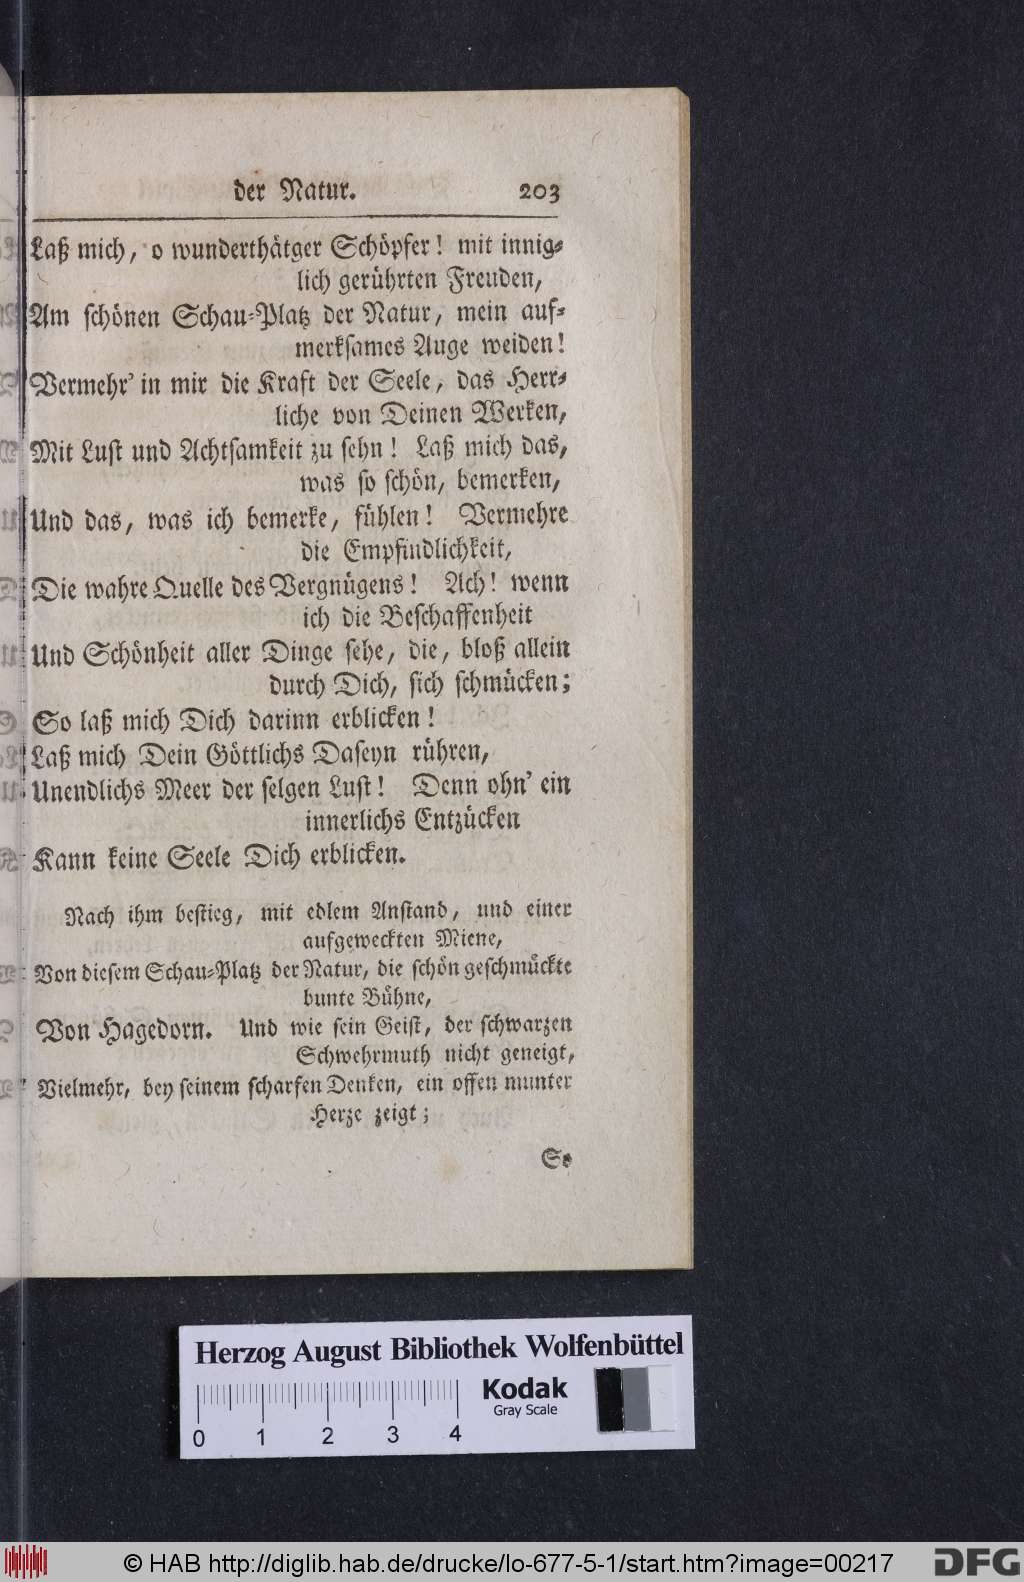 der Natur. 203
Laß mich, o wunderthätger Schöpfer! mit innig-
lich gerührten Freuden,
Am schönen Schau-Platz der Natur, mein auf-
merksames Auge weiden!
Vermehr' in mir die Kraft der Seele, das Herr-
liche von Deinen Werken,
Mit Lust und Achtsamkeit zu sehn! Laß mich das,
was so schön, bemerken,
Und das, was ich bemerke, fühlen! Vermehre
die Empfindlichkeit,
Die wahre Quelle des Vergnügens! Ach! wenn
ich die Beschaffenheit
Und Schönheit aller Dinge sehe, die, bloß allein
durch Dich, sich schmücken;
So laß mich Dich darinn erblicken!
Laß mich Dein Göttlichs Daseyn rühren,
Unendlichs Meer der selgen Lust! Denn ohn' ein
innerlichs Entzücken
Kann keine Seele Dich erblicken.
Nach ihm bestieg, mit edlem Anstand, und einer
aufgeweckten Miene,
Von diesem Schau-Platz der Natur, die schön geschmückte
bunte Bühne,
Von Hagedorn. Und wie sein Geist, der schwarzen
Schwehrmuth nicht geneigt,
Vielmehr, bey seinem scharfen Denken, ein offen munter
Herze zeigt;
So
Herzog August Bibliothek Wolfenbüttel
Kodak
Gray Scale
0 1 2 3 4
© HAB http://diglib.hab.de/drucke/lo-677-5-1/start.htm?image=00217
DFG